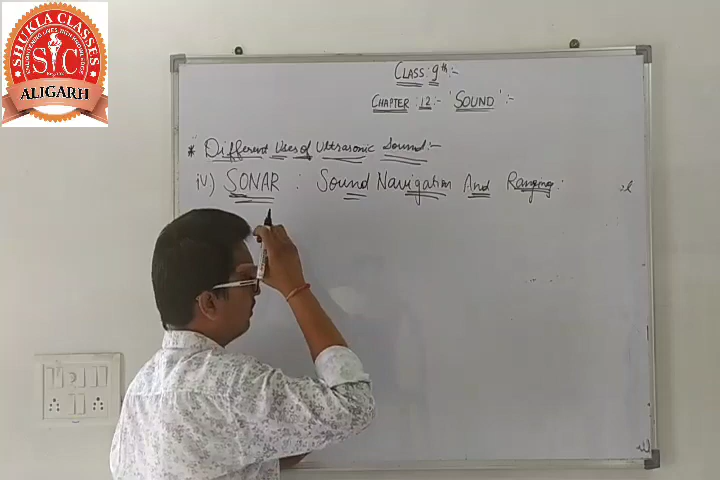 SHUKLA CLASSES
SC
ALIGARH
CLASS : 9th :-
CHAPTER : 12 :- 'SOUND' :-
* Different Uses of Ultrasonic Sound :-
iv) SONAR : Sound Navigation And Ranging :